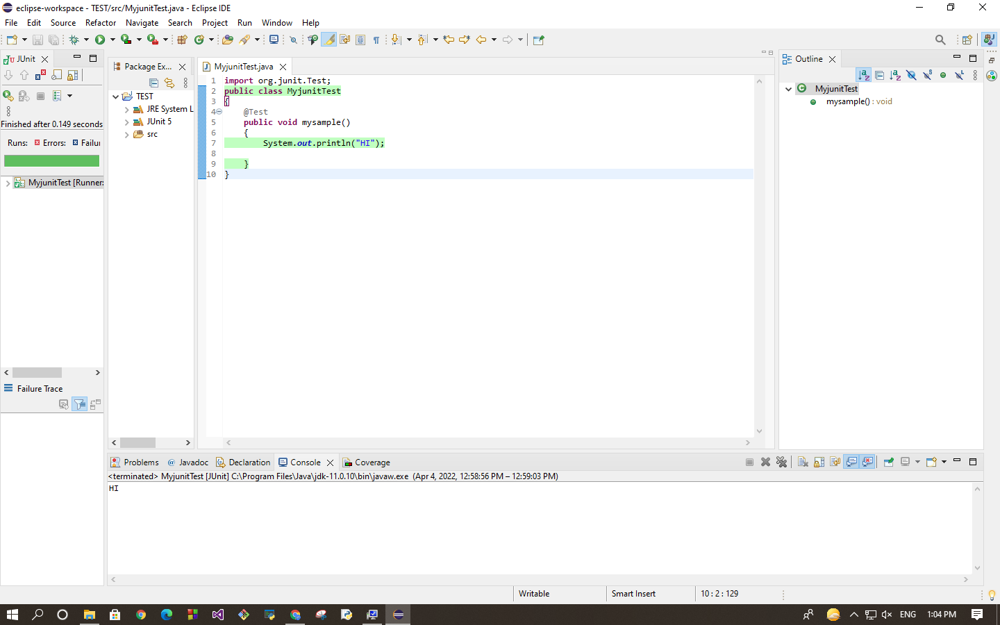 eclipse-workspace - TEST/src/MyjunitTest.java - Eclipse IDE
File Edit Source Refactor Navigate Search Project Run Window Help
JUnit
Finished after 0.149 seconds
Runs: Errors: Failur
MyjunitTest [Runner:
Failure Trace
Package Ex...
TEST
JRE System L
JUnit 5
src
MyjunitTest.java
1 import org.junit.Test;
2 public class MyjunitTest
3 {
4 @Test
5 public void mysample()
6 {
7 System.out.println("HI");
8
9 }
10 }
Outline
MyjunitTest
mysample() : void
Problems @ Javadoc Declaration Console Coverage
<terminated> MyjunitTest [JUnit] C:\Program Files\Java\jdk-11.0.10\bin\javaw.exe (Apr 4, 2022, 12:58:56 PM – 12:59:03 PM)
HI
Writable Smart Insert 10 : 2 : 129
ENG 1:04 PM